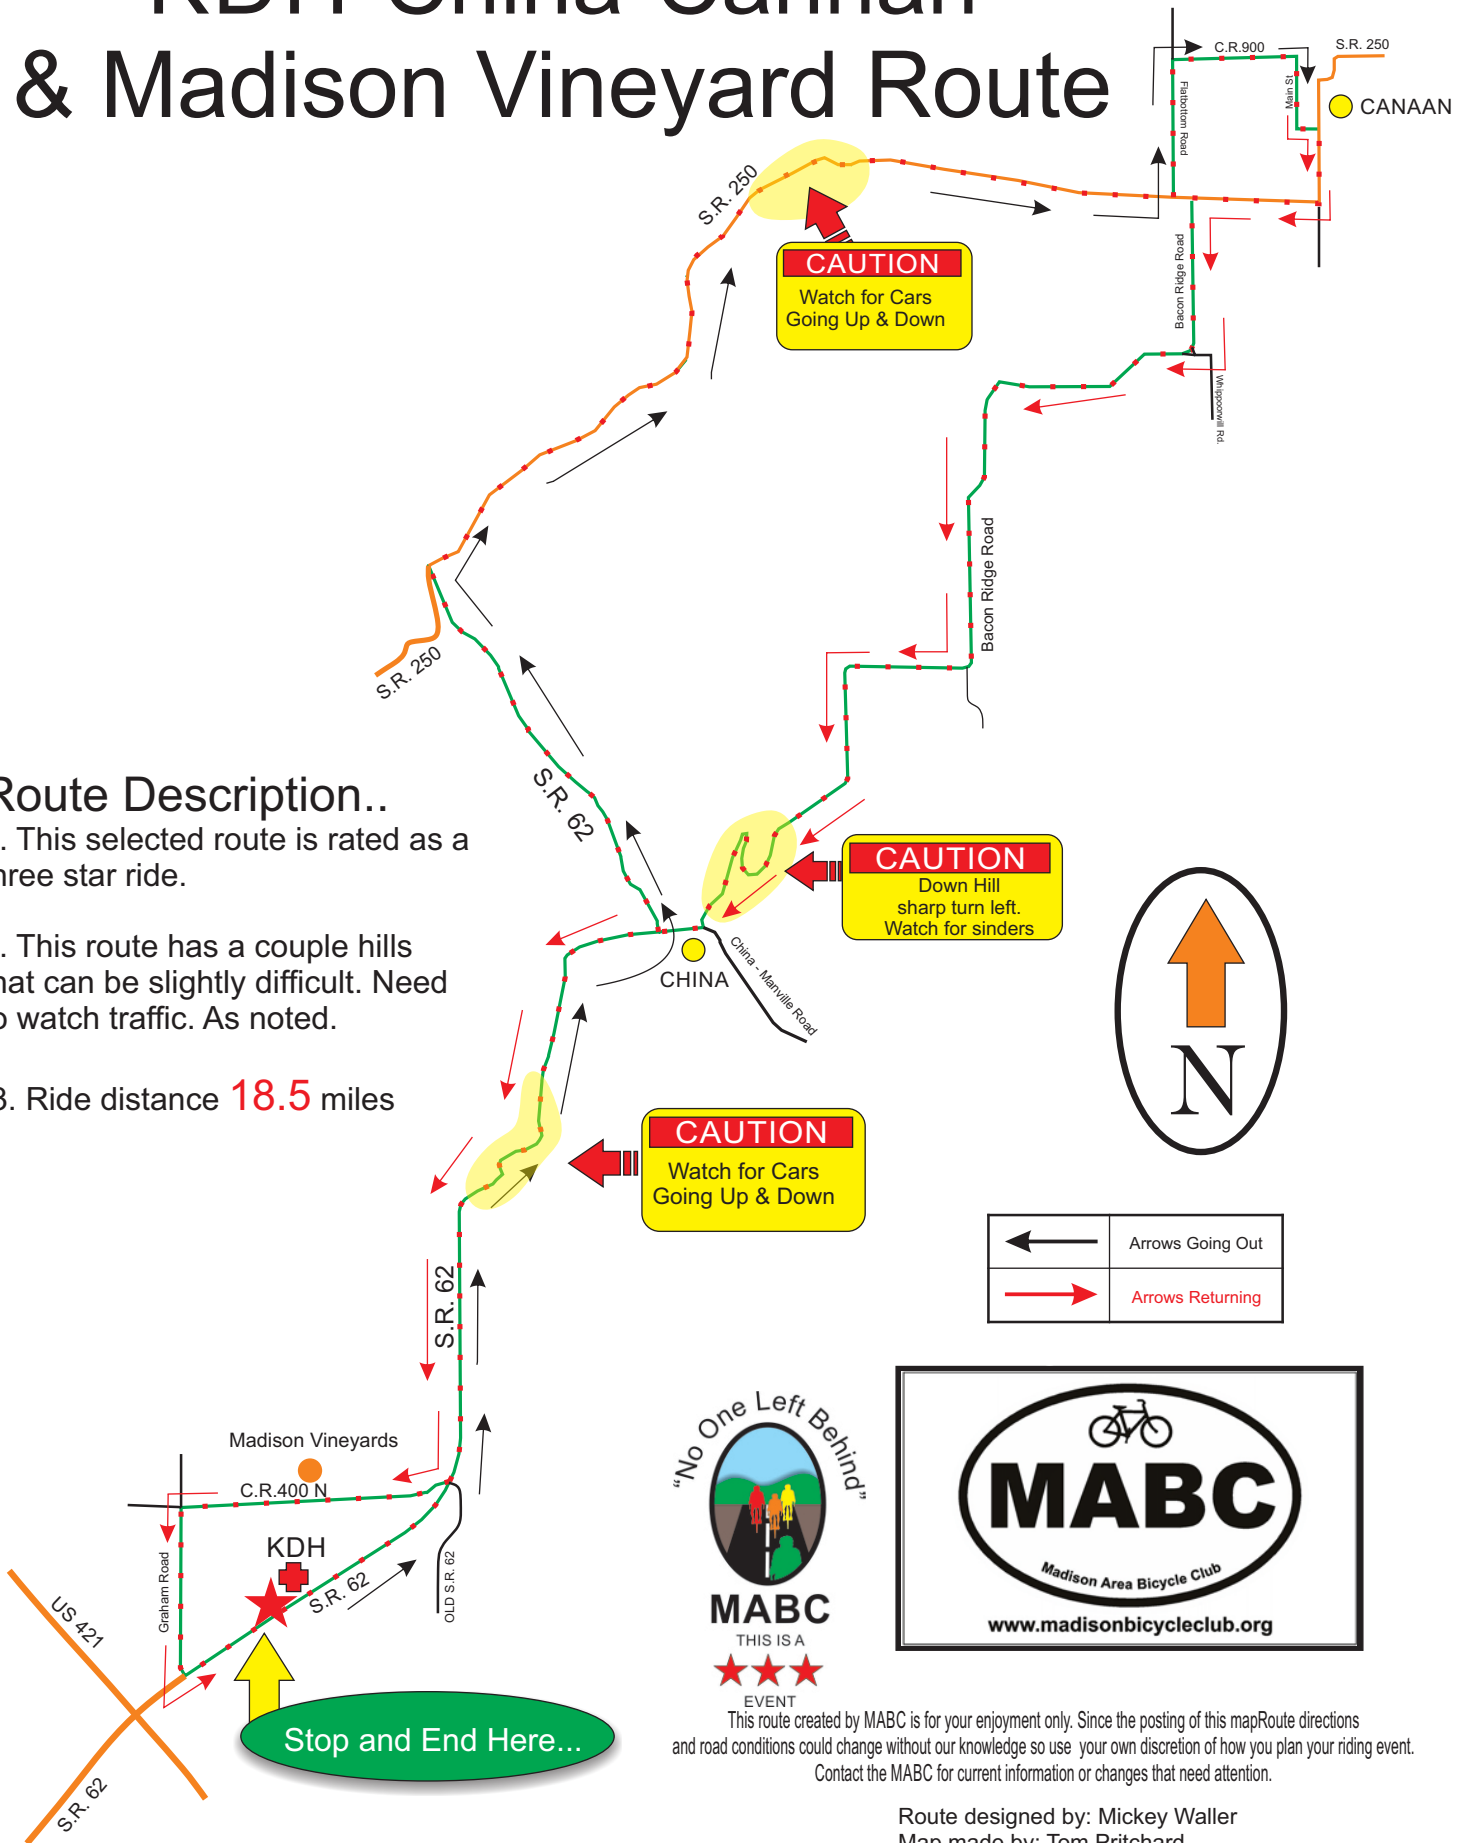 KDH China Cannan
& Madison Vineyard Route
C.R.900
S.R. 250
Main St
Flatbottom Road
CANAAN
S.R. 250
CAUTION
Watch for Cars
Going Up & Down
Bacon Ridge Road
Whippoorwill Rd.
Bacon Ridge Road
S.R. 250
S.R. 62
Route Description..
. This selected route is rated as a
hree star ride.
. This route has a couple hills
hat can be slightly difficult. Need
o watch traffic. As noted.
3. Ride distance 18.5 miles
CAUTION
Down Hill
sharp turn left.
Watch for sinders
CHINA
China - Manville Road
N
CAUTION
Watch for Cars
Going Up & Down
S.R. 62
Arrows Going Out
Arrows Returning
Madison Vineyards
C.R.400 N
KDH
S.R. 62
Graham Road
OLD S.R. 62
US 421
S.R. 62
Stop and End Here...
"No One Left Behind"
MABC
THIS IS A
EVENT
MABC
Madison Area Bicycle Club
www.madisonbicycleclub.org
This route created by MABC is for your enjoyment only. Since the posting of this mapRoute directions
and road conditions could change without our knowledge so use your own discretion of how you plan your riding event.
Contact the MABC for current information or changes that need attention.
Route designed by: Mickey Waller
Map made by: Tom Pritchard